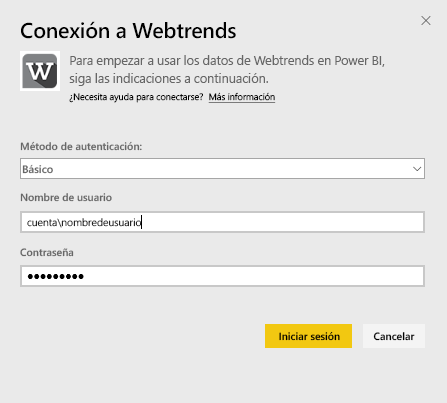 Conexión a Webtrends
W
Para empezar a usar los datos de Webtrends en Power BI,
siga las indicaciones a continuación.
¿Necesita ayuda para conectarse? Más información
Método de autenticación:
Básico
Nombre de usuario
cuenta\nombredeusuario
Contraseña
●●●●●●●●●
Iniciar sesión Cancelar